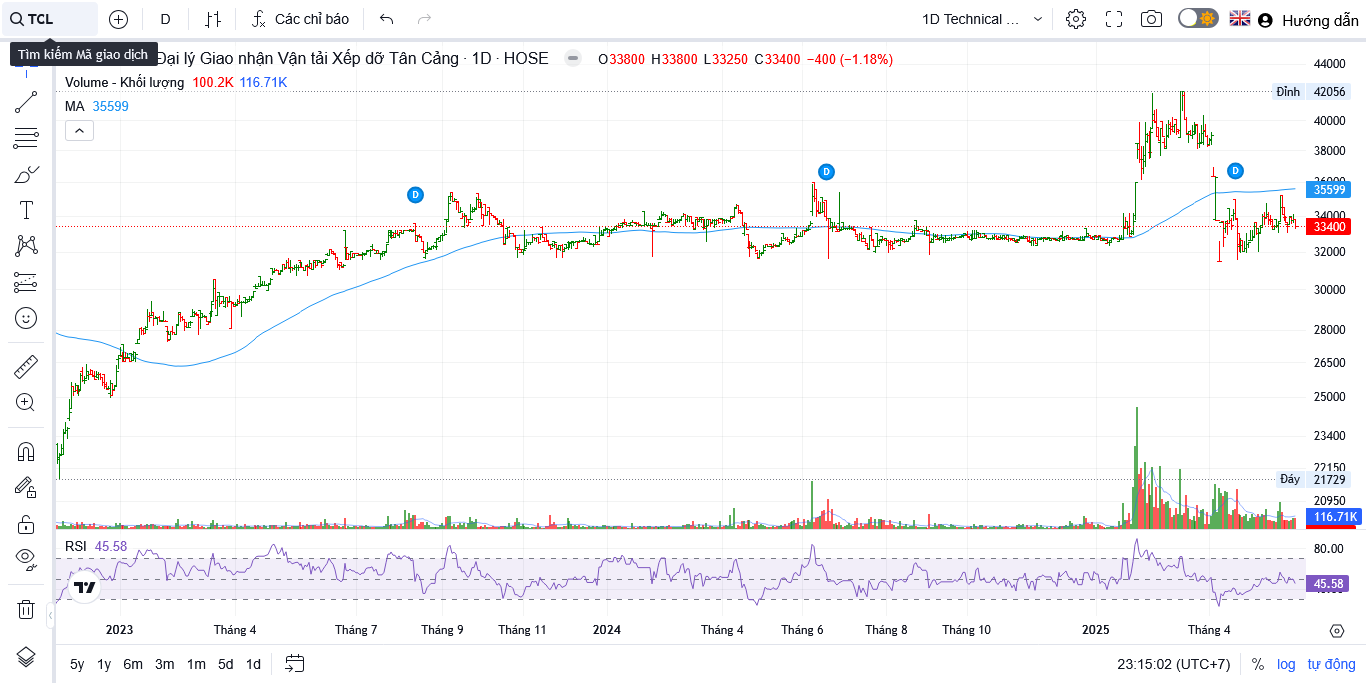 TCL
D
Các chỉ báo
1D Technical ...
Hướng dẫn
Tìm kiếm Mã giao dịch
Đại lý Giao nhận Vận tải Xếp dỡ Tân Cảng · 1D · HOSE
O33800 H33800 L33250 C33400 −400 (−1.18%)
Volume - Khối lượng 100.2K 116.71K
MA 35599
44000
Đỉnh 42056
40000
38000
D
D
D
35599
34000
33400
32000
30000
28000
26500
25000
23400
22150
Đáy 21729
20950
116.71K
RSI 45.58
80.00
45.58
2023
Tháng 4
Tháng 7
Tháng 9
Tháng 11
2024
Tháng 4
Tháng 6
Tháng 8
Tháng 10
2025
Tháng 4
5y 1y 6m 3m 1m 5d 1d
23:15:02 (UTC+7)
% log tự động